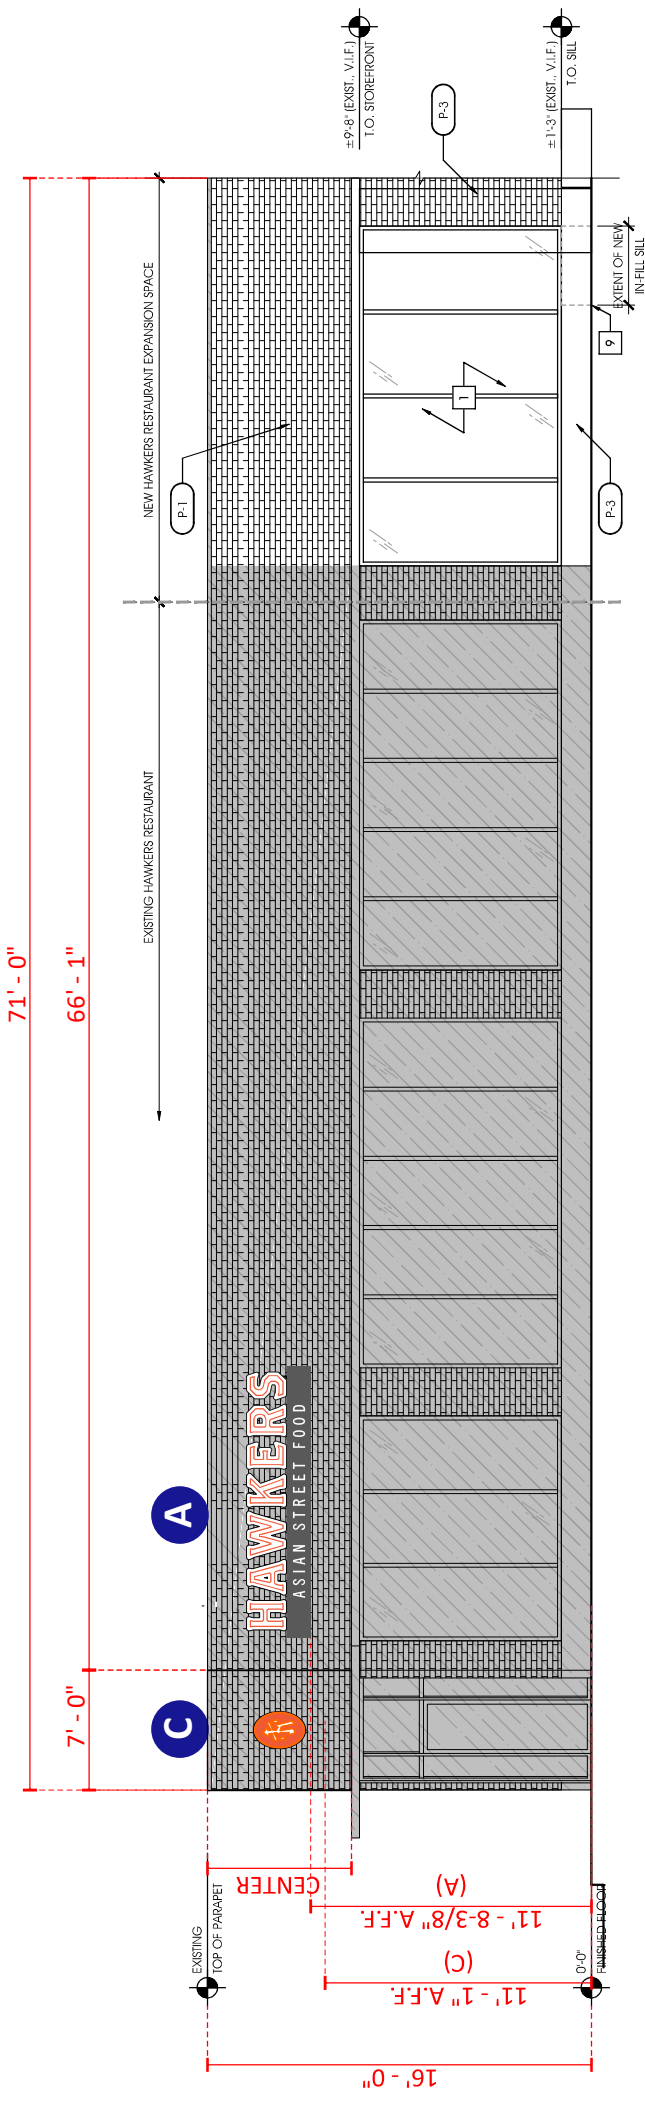 71' - 0"
7' - 0"
66' - 1"
EXISTING HAWKERS RESTAURANT
NEW HAWKERS RESTAURANT EXPANSION SPACE
C
A
P-1
HAWKERS
ASIAN STREET FOOD
EXISTING
TOP OF PARAPET
CENTER
± 9'-8" (EXIST., V.I.F.)
T.O. STOREFRONT
P-3
1
16' - 0"
11' - 1" A.F.F.
(C)
11' - 8-3/8" A.F.F.
(A)
± 1'-3" (EXIST., V.I.F.)
T.O. SILL
0'-0"
FINISHED FLOOR
P-3
9
EXTENT OF NEW
IN-FILL SILL